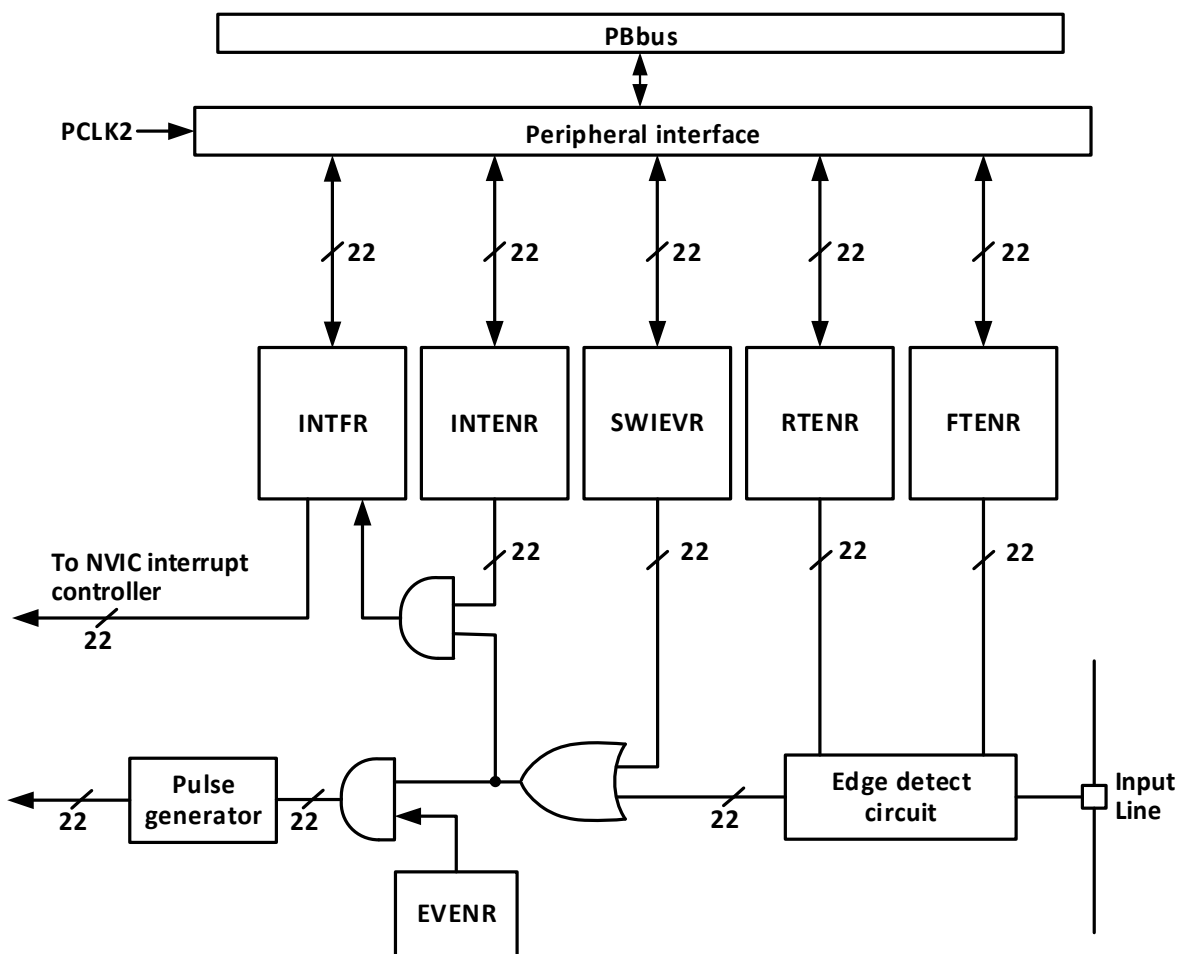 PBbus
PCLK2
Peripheral interface
22
22
22
22
22
INTFR
INTENR
SWIEVR
RTENR
FTENR
22
22
22
22
To NVIC interrupt
controller
22
Pulse
generator
22
22
22
Edge detect
circuit
Input
Line
EVENR